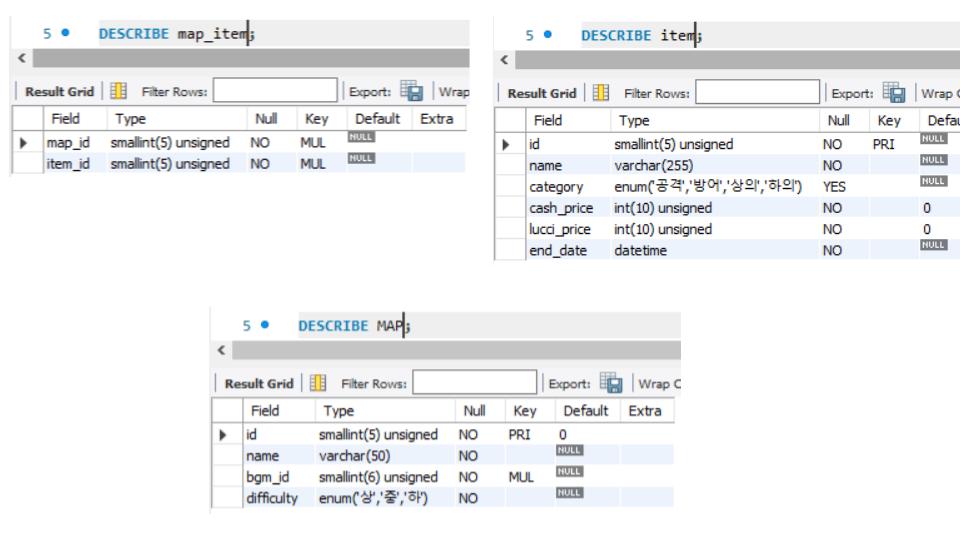 5 DESCRIBE map_item;
Result Grid Filter Rows: Export: Wrap
Field Type Null Key Default Extra
map_id smallint(5) unsigned NO MUL NULL
item_id smallint(5) unsigned NO MUL NULL
5 DESCRIBE item;
Result Grid Filter Rows: Export: Wrap C
Field Type Null Key Defau
id smallint(5) unsigned NO PRI NULL
name varchar(255) NO NULL
category enum('공격','방어','상의','하의') YES NULL
cash_price int(10) unsigned NO 0
lucci_price int(10) unsigned NO 0
end_date datetime NO NULL
5 DESCRIBE MAP;
Result Grid Filter Rows: Export: Wrap C
Field Type Null Key Default Extra
id smallint(5) unsigned NO PRI 0
name varchar(50) NO NULL
bgm_id smallint(6) unsigned NO MUL NULL
difficulty enum('상','중','하') NO NULL